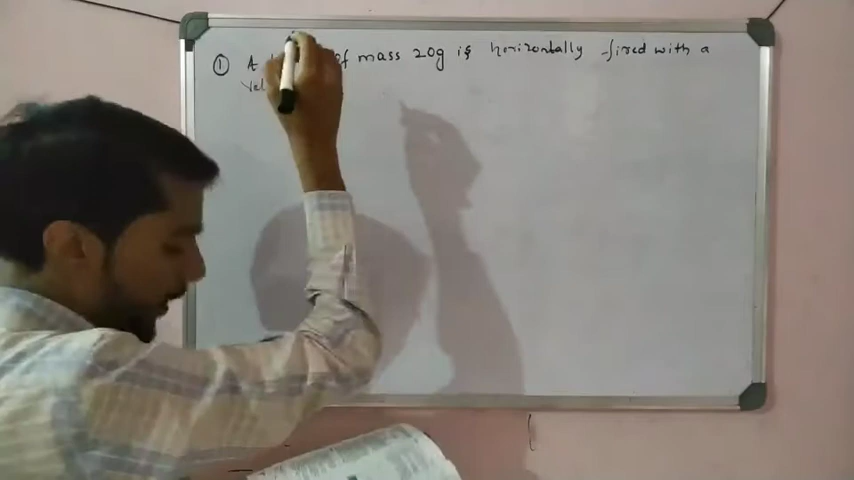 ① A of mass 20g is horizontally fired with a
Vel